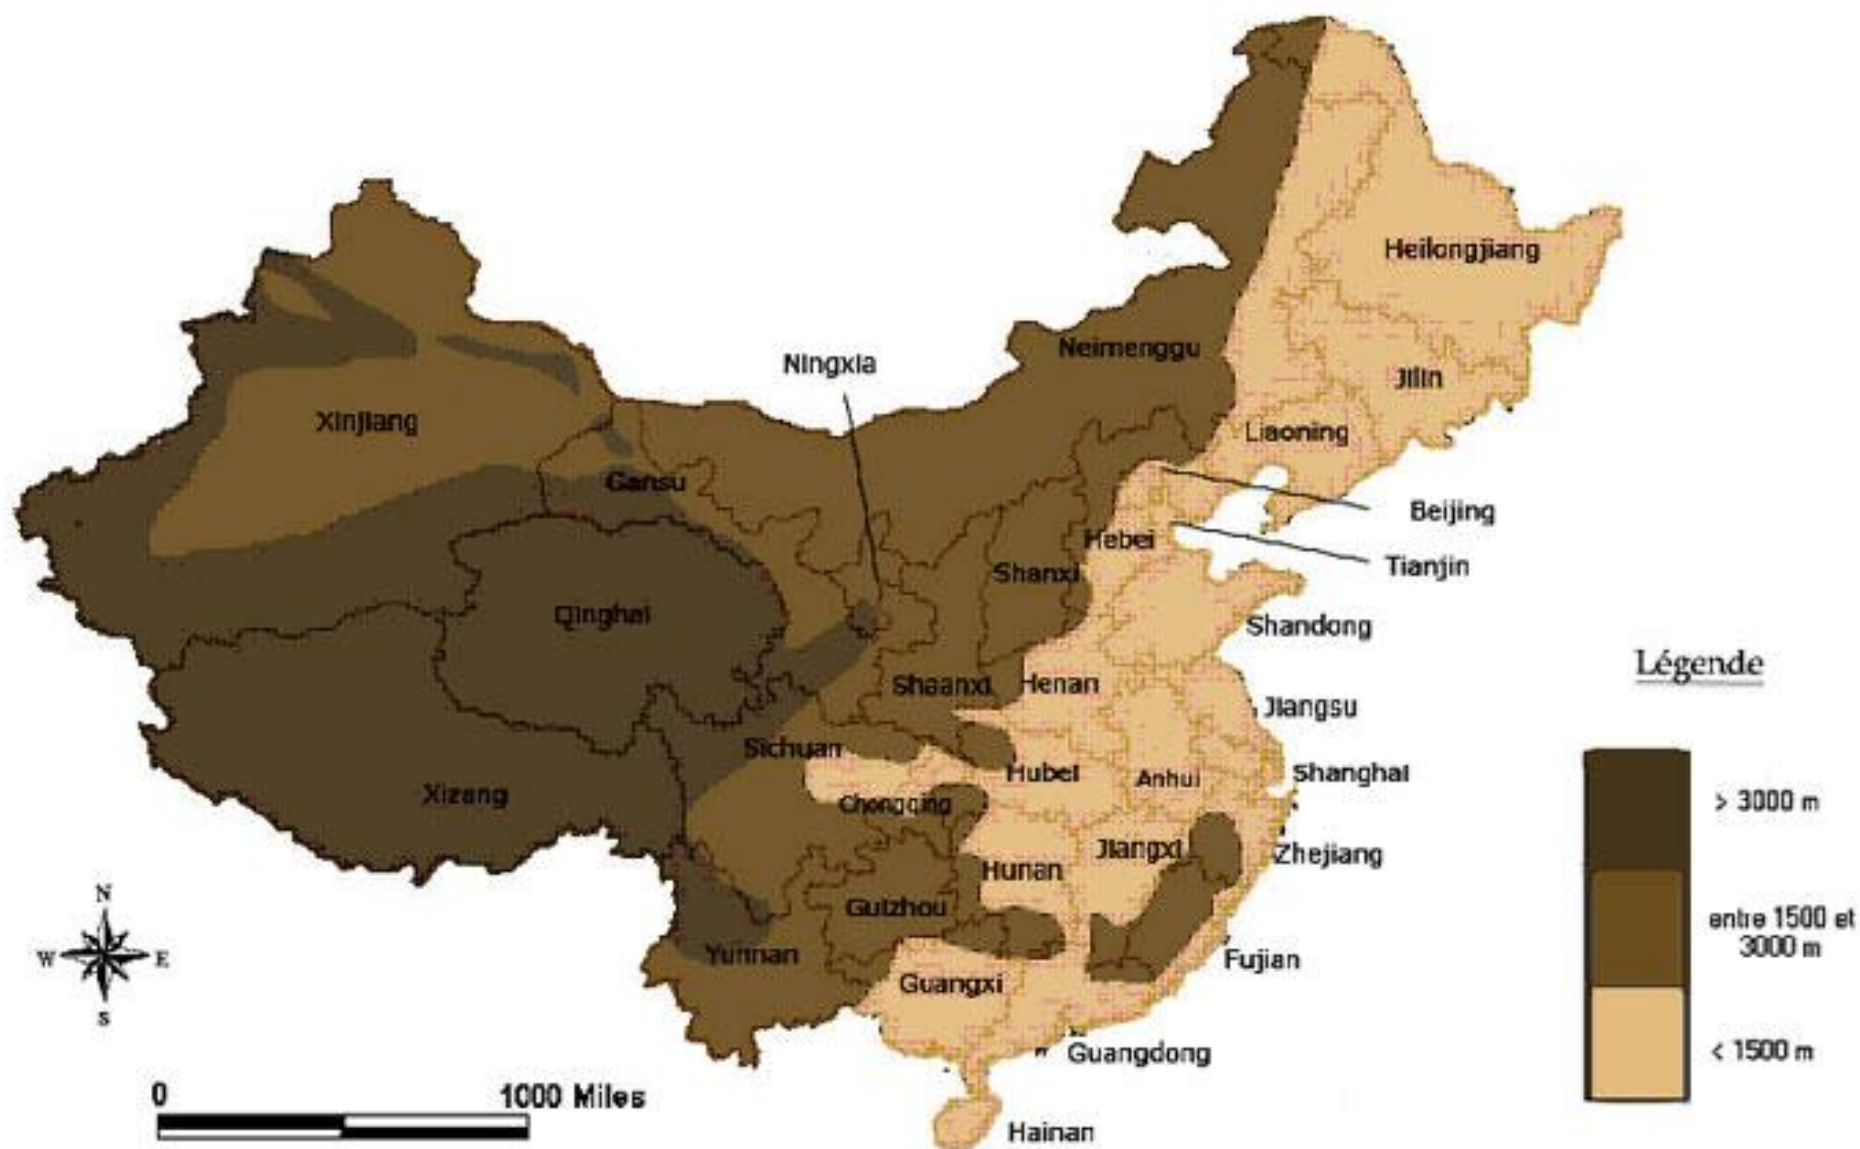 Heilongjiang
Neimenggu
Ningxia
Jilin
Xinjiang
Liaoning
Gansu
Beijing
Hebei
Tianjin
Shanxi
Qinghai
Shandong
Légende
Shaanxi
Henan
Jiangsu
Sichuan
Hubei
Anhui
Shanghai
Xizang
Chongqing
> 3000 m
Jiangxi
Zhejiang
Hunan
N
Guizhou
entre 1500 et
3000 m
W
E
Yunnan
Fujian
Guangxi
S
< 1500 m
Guangdong
0
1000 Miles
Hainan